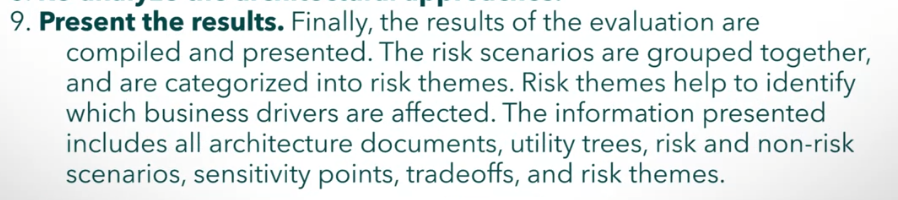 9. Present the results. Finally, the results of the evaluation are
compiled and presented. The risk scenarios are grouped together,
and are categorized into risk themes. Risk themes help to identify
which business drivers are affected. The information presented
includes all architecture documents, utility trees, risk and non-risk
scenarios, sensitivity points, tradeoffs, and risk themes.